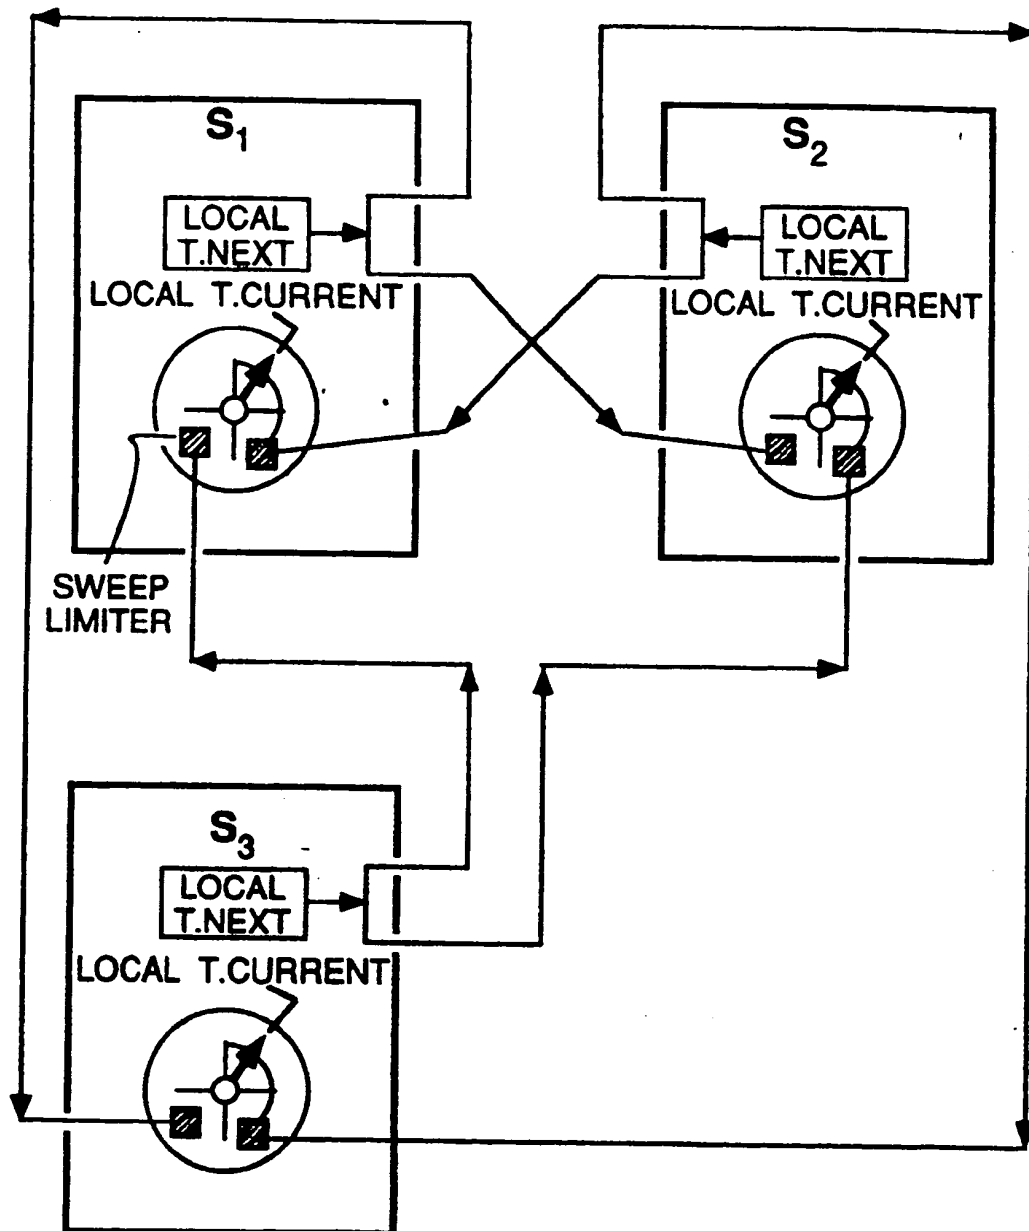 S1
LOCAL
T.NEXT
LOCAL T.CURRENT
SWEEP
LIMITER
S2
LOCAL
T.NEXT
LOCAL T.CURRENT
S3
LOCAL
T.NEXT
LOCAL T.CURRENT